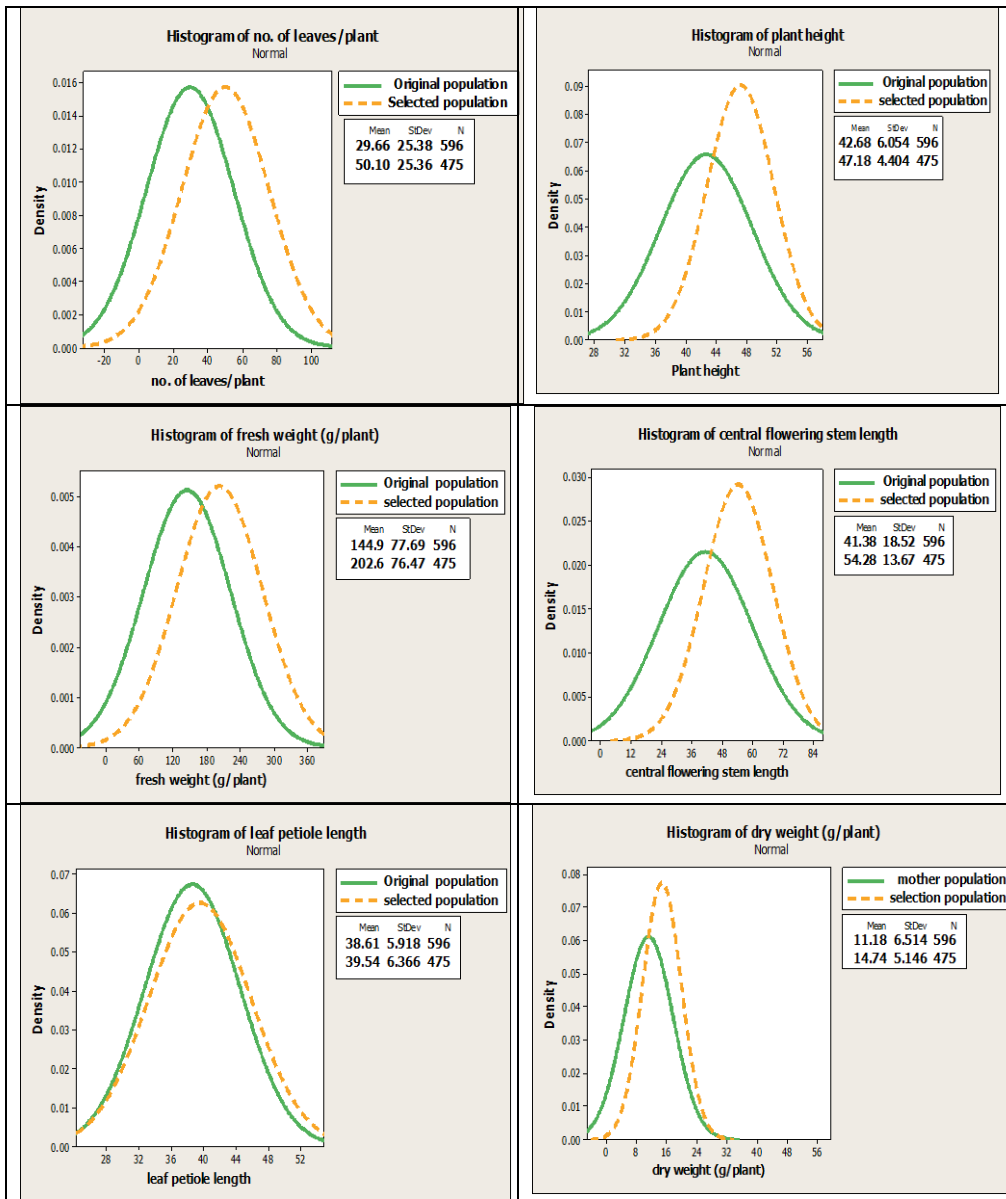 Histogram of no. of leaves/plant
Normal
Original population
Selected population
Mean StDev N
29.66 25.38 596
50.10 25.36 475
Density
0.016
0.014
0.012
0.010
0.008
0.006
0.004
0.002
0.000
-20 0 20 40 60 80 100
no. of leaves/plant
Histogram of plant height
Normal
Original population
selected population
Mean StDev N
42.68 6.054 596
47.18 4.404 475
Density
0.09
0.08
0.07
0.06
0.05
0.04
0.03
0.02
0.01
0.00
28 32 36 40 44 48 52 56
Plant height
Histogram of fresh weight (g/plant)
Normal
Original population
selected population
Mean StDev N
144.9 77.69 596
202.6 76.47 475
Density
0.005
0.004
0.003
0.002
0.001
0.000
0 60 120 180 240 300 360
fresh weight (g/plant)
Histogram of central flowering stem length
Normal
Original population
selected population
Mean StDev N
41.38 18.52 596
54.28 13.67 475
Density
0.030
0.025
0.020
0.015
0.010
0.005
0.000
0 12 24 36 48 60 72 84
central flowering stem length
Histogram of leaf petiole length
Normal
Original population
selected population
Mean StDev N
38.61 5.918 596
39.54 6.366 475
Density
0.07
0.06
0.05
0.04
0.03
0.02
0.01
0.00
28 32 36 40 44 48 52
leaf petiole length
Histogram of dry weight (g/plant)
Normal
mother population
selection population
Mean StDev N
11.18 6.514 596
14.74 5.146 475
Density
0.08
0.07
0.06
0.05
0.04
0.03
0.02
0.01
0.00
0 8 16 24 32 40 48 56
dry weight (g/plant)